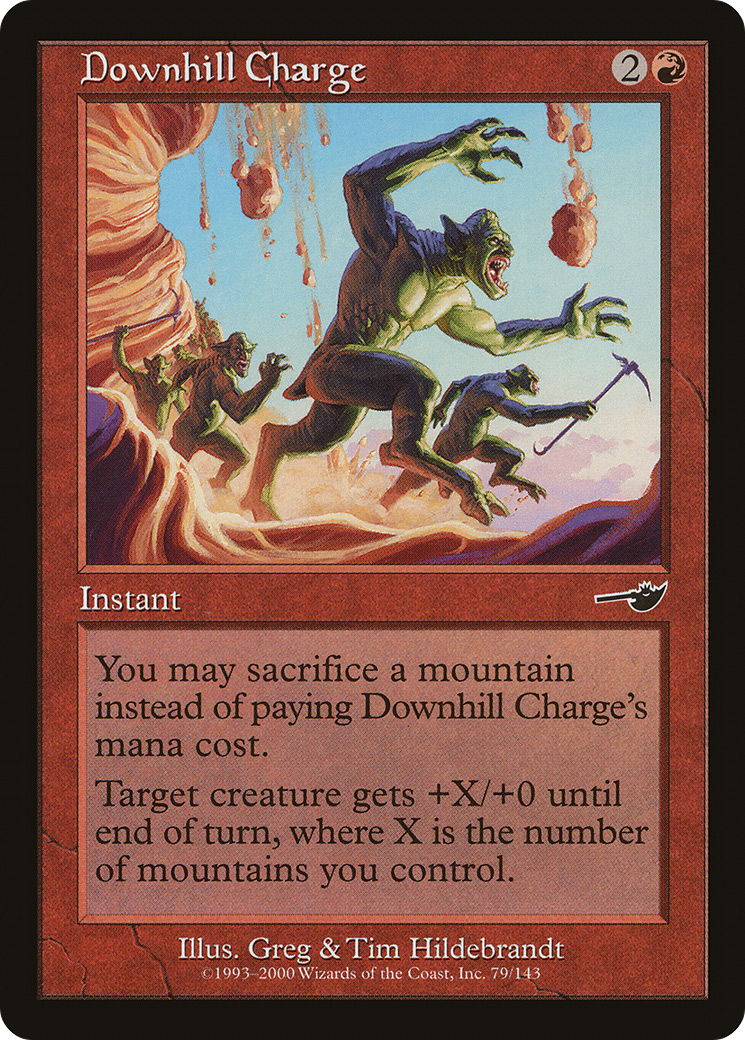 Downhill Charge 2
Instant
You may sacrifice a mountain
instead of paying Downhill Charge's
mana cost.
Target creature gets +X/+0 until
end of turn, where X is the number
of mountains you control.
Illus. Greg & Tim Hildebrandt
©1993–2000 Wizards of the Coast, Inc. 79/143